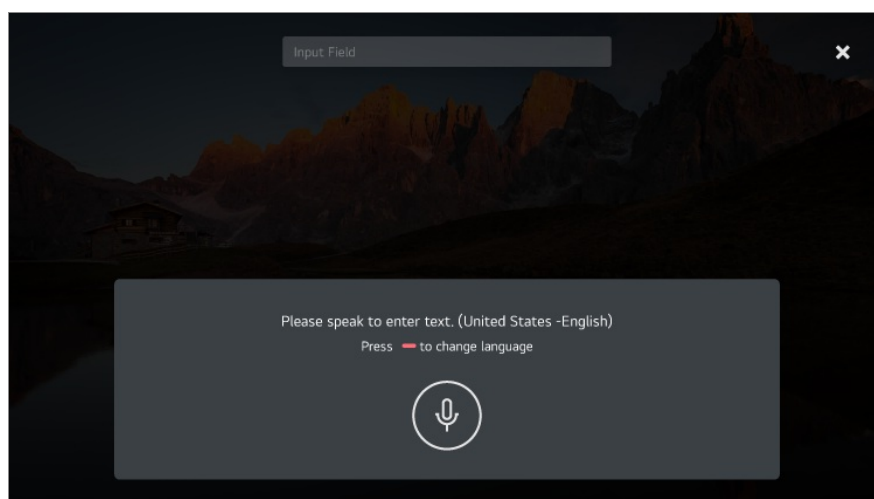 Input Field
Please speak to enter text. (United States -English)
Press to change language